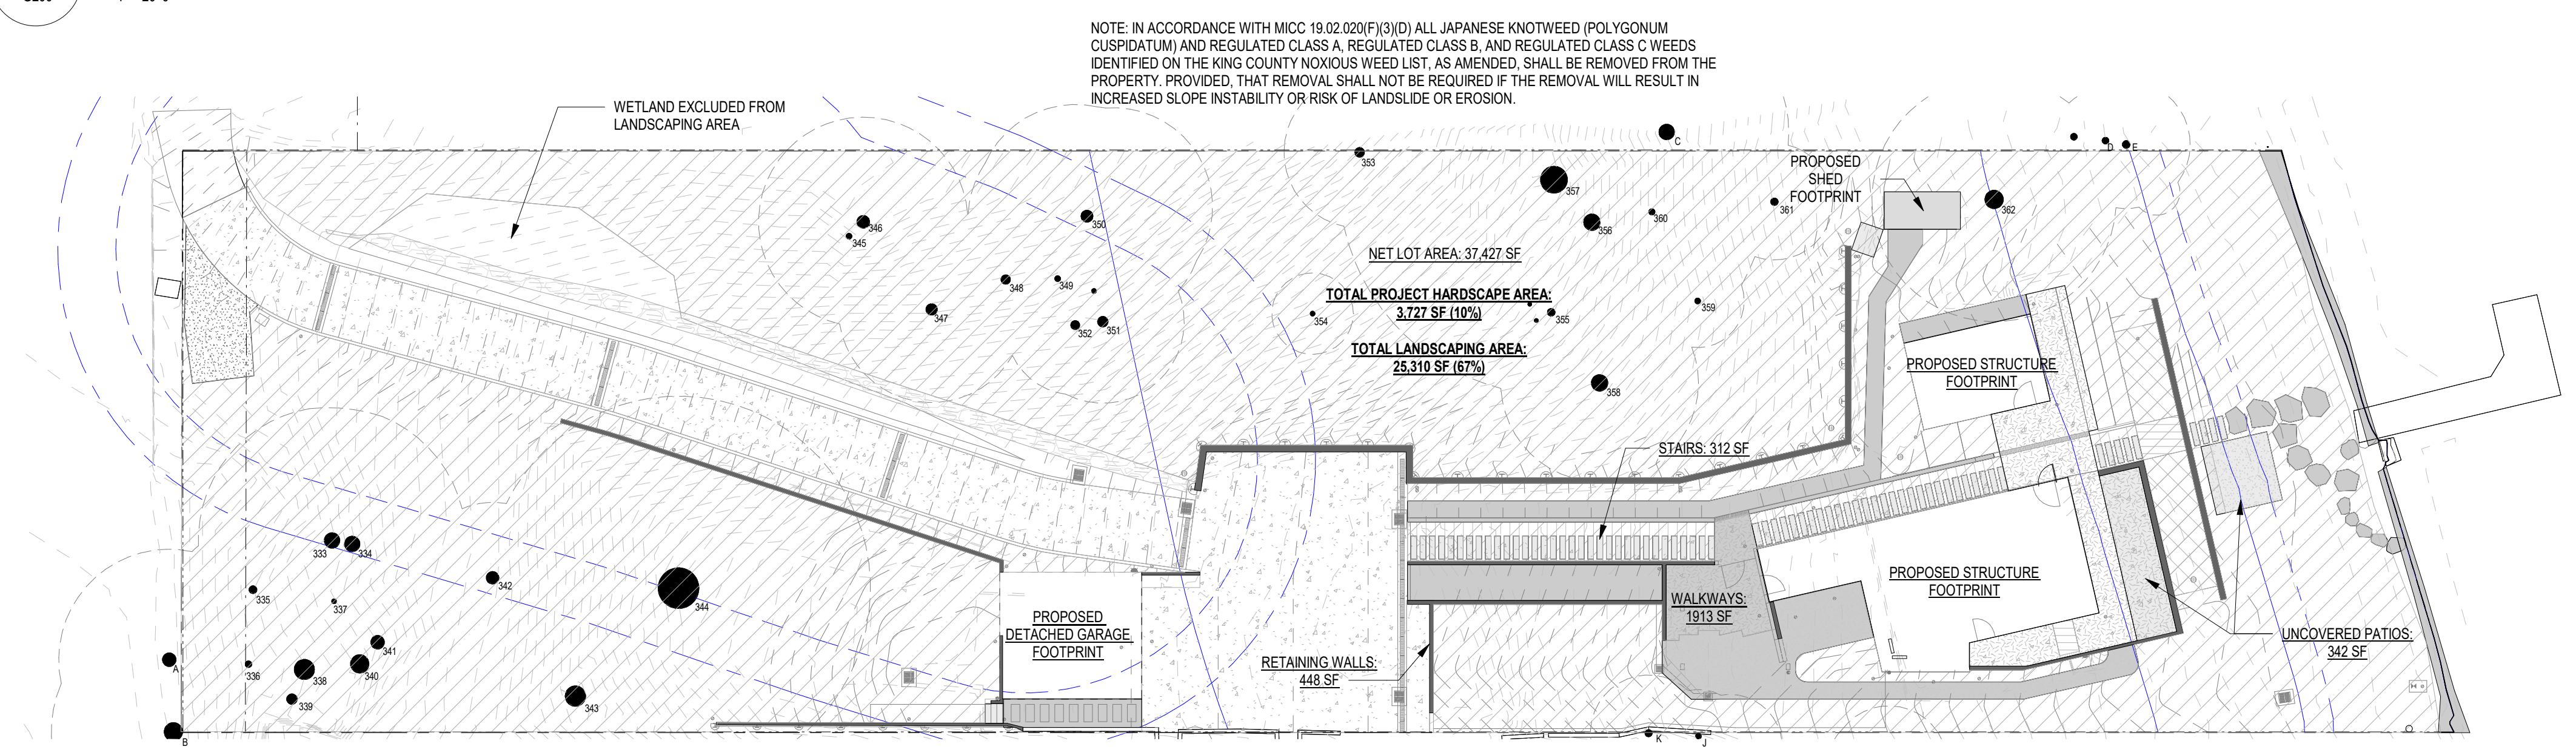 NOTE: IN ACCORDANCE WITH MICC 19.02.020(F)(3)(D) ALL JAPANESE KNOTWEED (POLYGONUM
CUSPIDATUM) AND REGULATED CLASS A, REGULATED CLASS B, AND REGULATED CLASS C WEEDS
IDENTIFIED ON THE KING COUNTY NOXIOUS WEED LIST, AS AMENDED, SHALL BE REMOVED FROM THE
PROPERTY. PROVIDED, THAT REMOVAL SHALL NOT BE REQUIRED IF THE REMOVAL WILL RESULT IN
INCREASED SLOPE INSTABILITY OR RISK OF LANDSLIDE OR EROSION.
WETLAND EXCLUDED FROM
LANDSCAPING AREA
C
D
E
353
357
PROPOSED
SHED
FOOTPRINT
346
345
350
356
360
361
362
NET LOT AREA: 37,427 SF
348
349
347
352
351
354
TOTAL PROJECT HARDSCAPE AREA:
3,727 SF (10%)
355
359
TOTAL LANDSCAPING AREA:
25,310 SF (67%)
358
PROPOSED STRUCTURE
FOOTPRINT
STAIRS: 312 SF
333
334
335
337
342
344
341
336
338
340
339
343
A
B
PROPOSED
DETACHED GARAGE
FOOTPRINT
RETAINING WALLS:
448 SF
WALKWAYS:
1913 SF
PROPOSED STRUCTURE
FOOTPRINT
UNCOVERED PATIOS:
342 SF
K
J